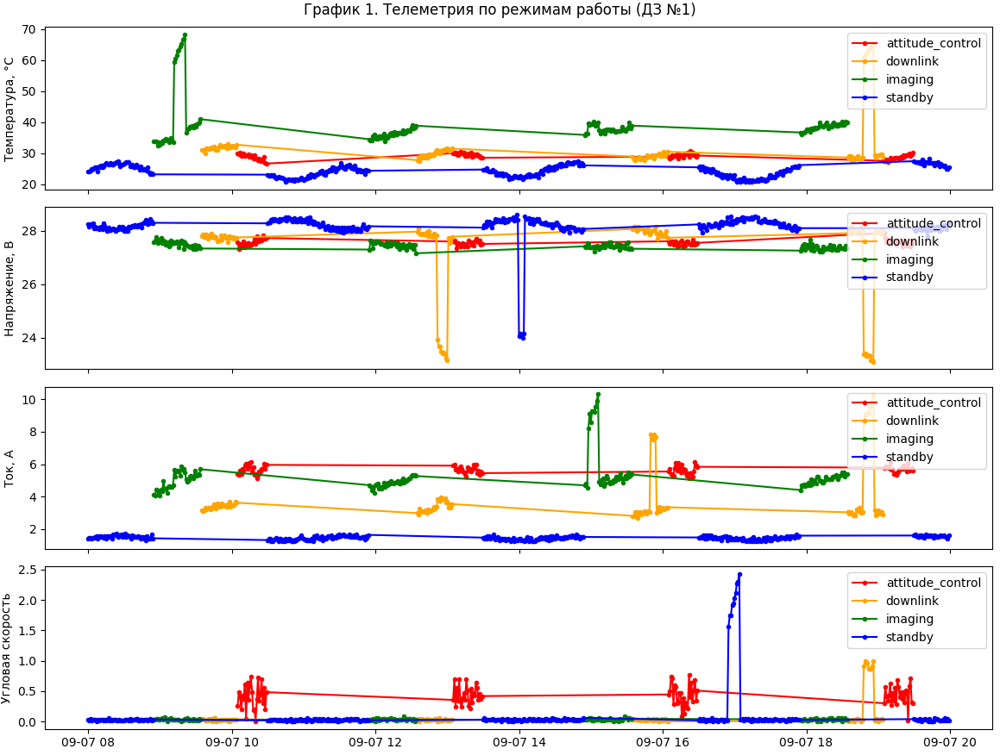 График 1. Телеметрия по режимам работы (ДЗ №1)
Температура, °C
70
60
50
40
30
20
attitude_control
downlink
imaging
standby
Напряжение, В
28
26
24
attitude_control
downlink
imaging
standby
Ток, А
10
8
6
4
2
attitude_control
downlink
imaging
standby
Угловая скорость
2.5
2.0
1.5
1.0
0.5
0.0
attitude_control
downlink
imaging
standby
09-07 08
09-07 10
09-07 12
09-07 14
09-07 16
09-07 18
09-07 20